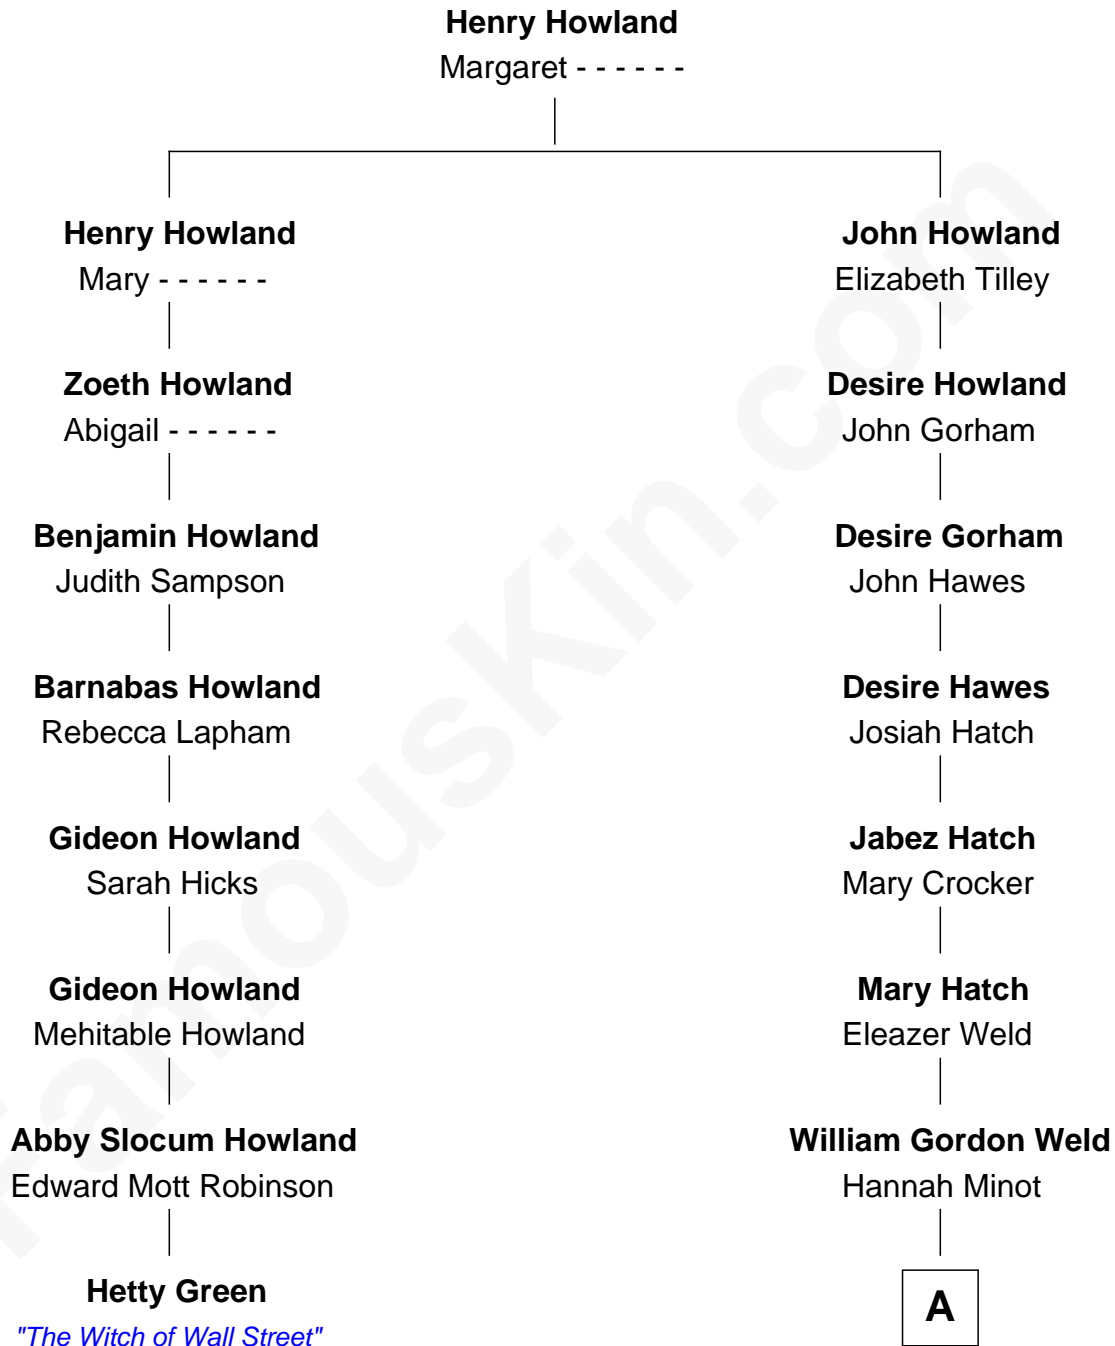 Henry Howland
Margaret - - - - - -
Henry Howland
Mary - - - - - -
John Howland
Elizabeth Tilley
Zoeth Howland
Abigail - - - - - -
Desire Howland
John Gorham
Benjamin Howland
Judith Sampson
Desire Gorham
John Hawes
Barnabas Howland
Rebecca Lapham
Desire Hawes
Josiah Hatch
Gideon Howland
Sarah Hicks
Jabez Hatch
Mary Crocker
Gideon Howland
Mehitable Howland
Mary Hatch
Eleazer Weld
Abby Slocum Howland
Edward Mott Robinson
William Gordon Weld
Hannah Minot
Hetty Green
"The Witch of Wall Street"
A
FamousKin.com